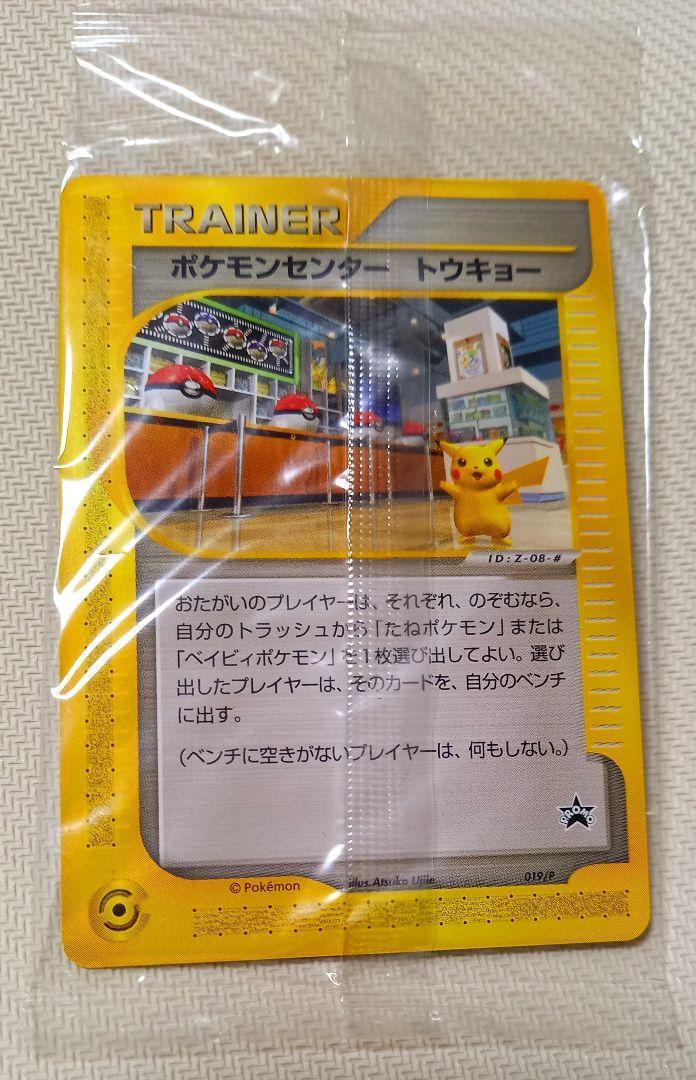 TRAINER
ポケモンセンター トウキョー
ID:Z-08-#
おたがいのプレイヤーは、それぞれ、のぞむなら、
自分のトラッシュから「たねポケモン」または
「ベイビィポケモン」を1枚選び出してよい。選び
出したプレイヤーは、そのカードを、自分のベンチ
に出す。
(ベンチに空きがないプレイヤーは、何もしない。)
PROMO
© Pokémon
illus.Atsuko Ujiie
019/P